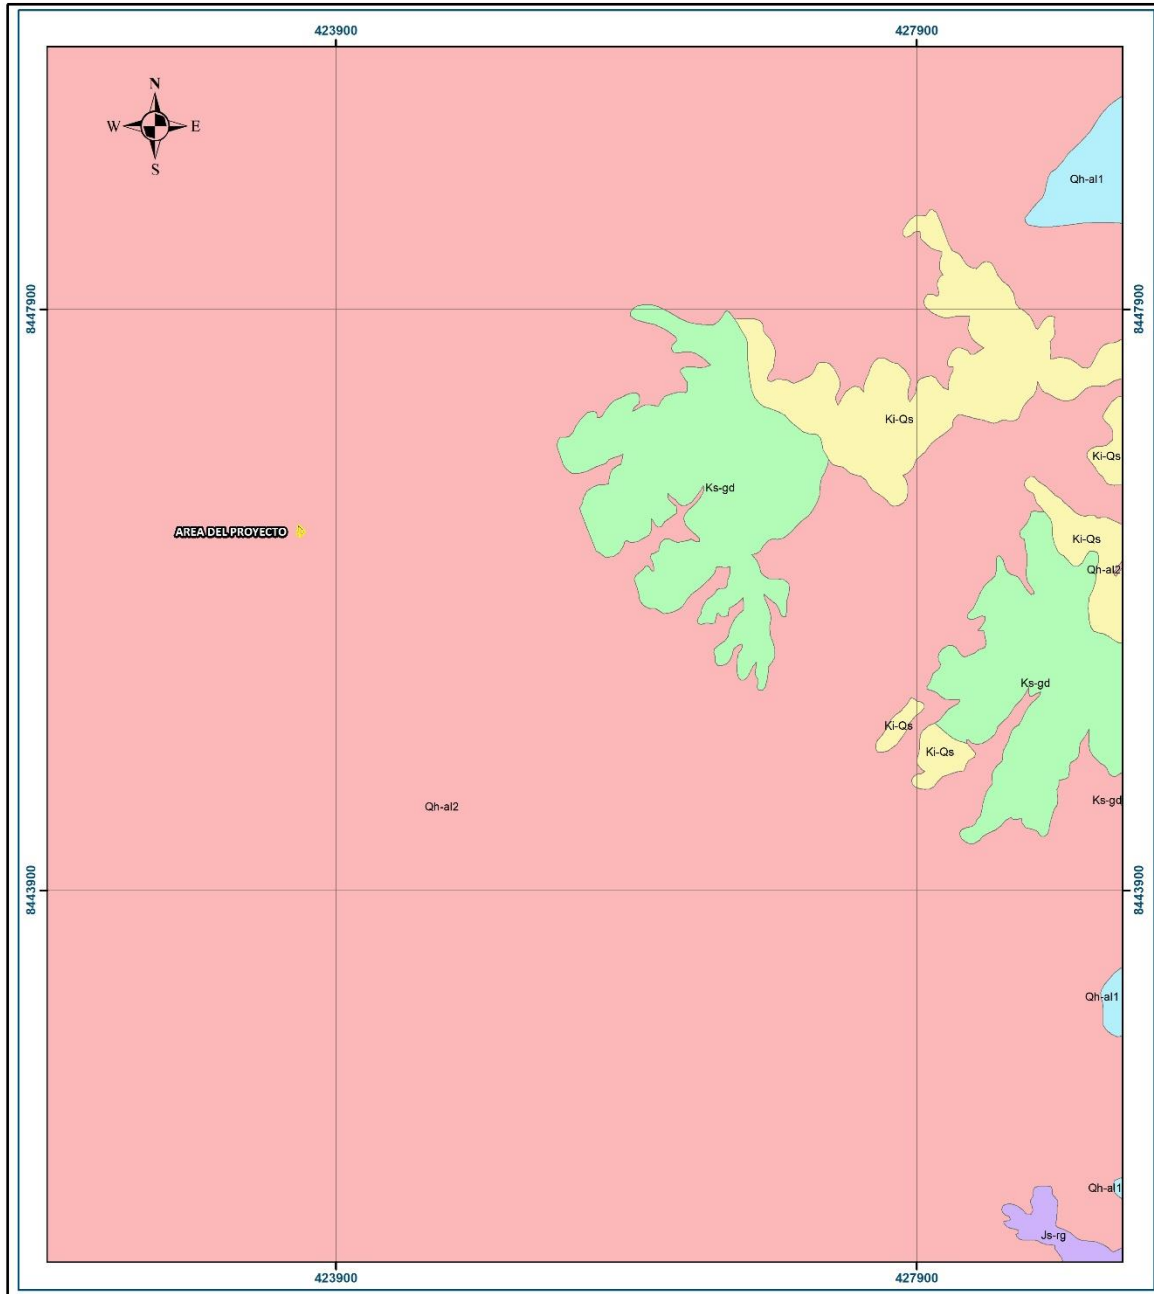 423900
427900
N
W
E
S
Qh-al1
8447900
8447900
Ki-Qs
Ki-Qs
Ks-gd
AREA DEL PROYECTO
Ki-Qs
Qh-al2
Ks-gd
Ki-Qs
Ki-Qs
Ks-gd
Qh-al2
8443900
8443900
Qh-al1
Qh-al1
Js-rg
423900
427900